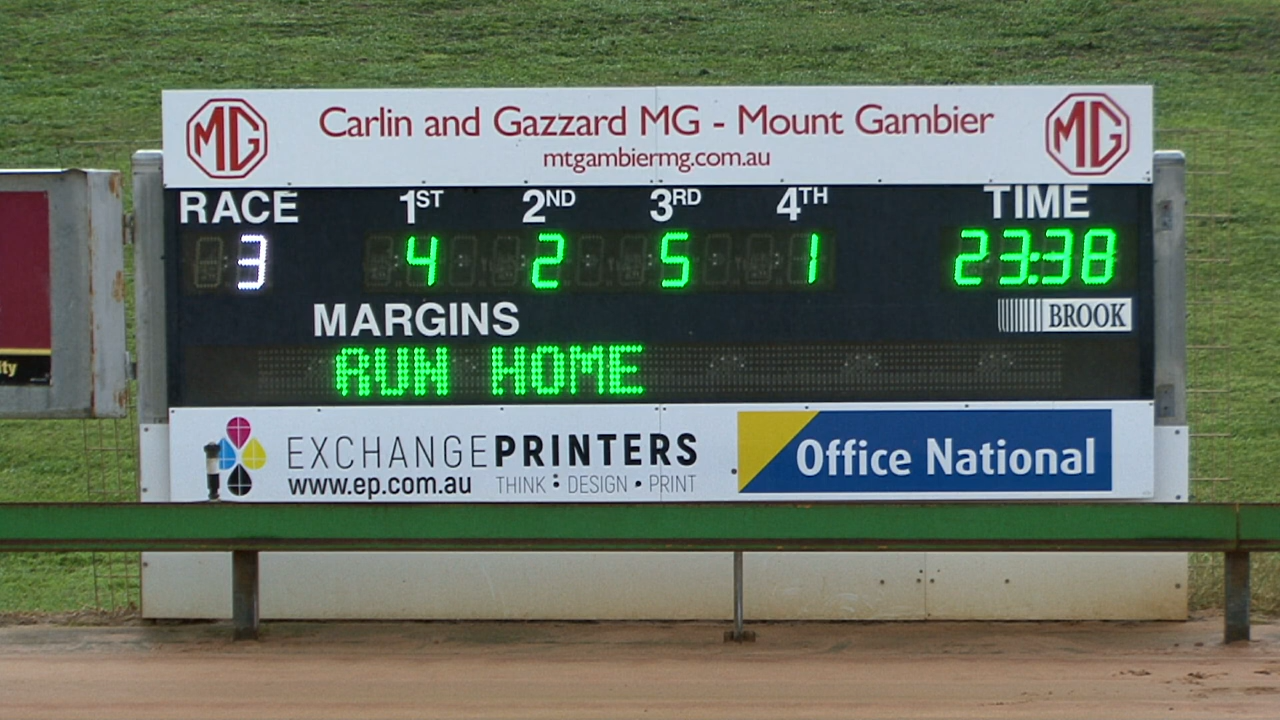 MG Carlin and Gazzard MG - Mount Gambier MG
mtgambiermg.com.au
RACE 1ST 2ND 3RD 4TH TIME
3 4 2 5 1 23:38
MARGINS BROOK
RUN HOME
EXCHANGEPRINTERS Office National
www.ep.com.au THINK : DESIGN • PRINT